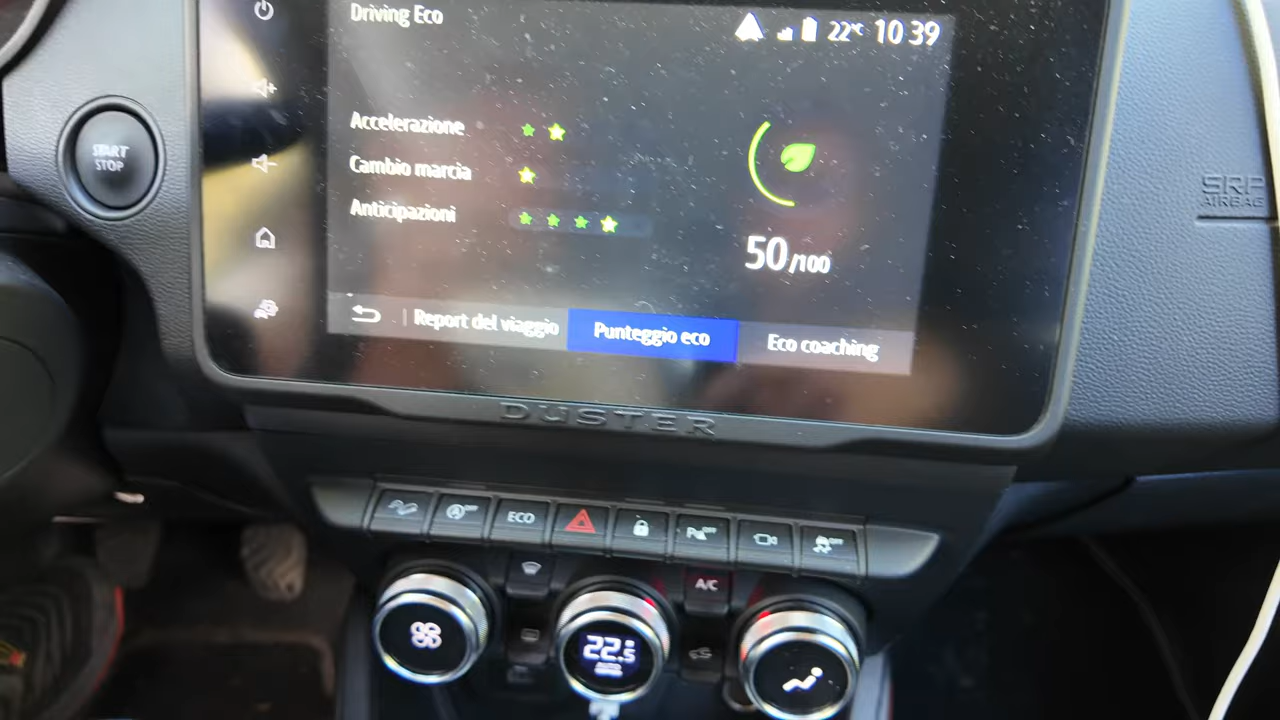 Driving Eco
22°C 10 39
START
STOP
Accelerazione
Cambio marcia
Anticipazioni
50/100
SRP
AIRBAG
Report del viaggio
Punteggio eco
Eco coaching
DUSTER
ECO
A/C
22.5